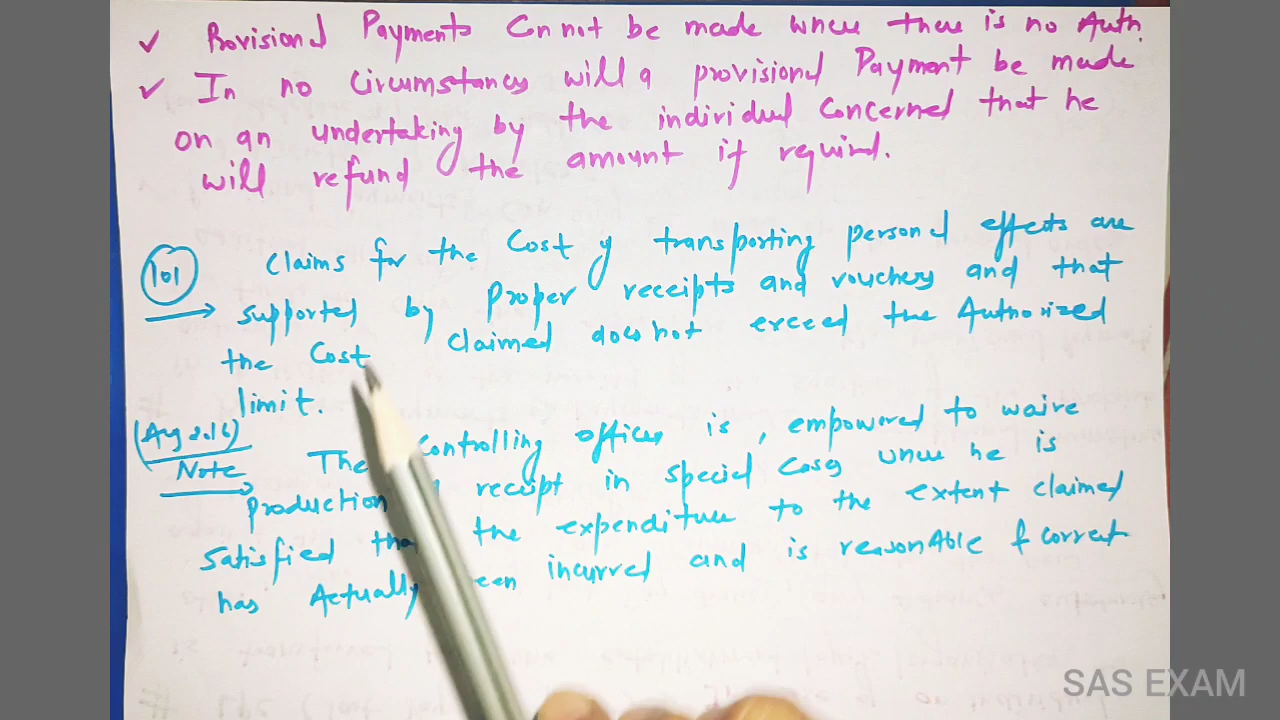 ✓ Provisional Payments Connot be made where there is no Auth.
✓ In no Circumstances will a provisional Payment be made
on an undertaking by the individual Concerned that he
will refund the amount if required.
101 Claims for the Cost of transporting personal effects are
supported by Proper receipts and vouchers and that
the Cost claimed does not exceed the Authorized
limit.
(Aug 2016)
Note The Controlling officer is, empowered to waive
production receipt in special Cases where he is
satisfied the expenditure to the extent claimed
has Actually incurred and is reasonable & correct
SAS EXAM